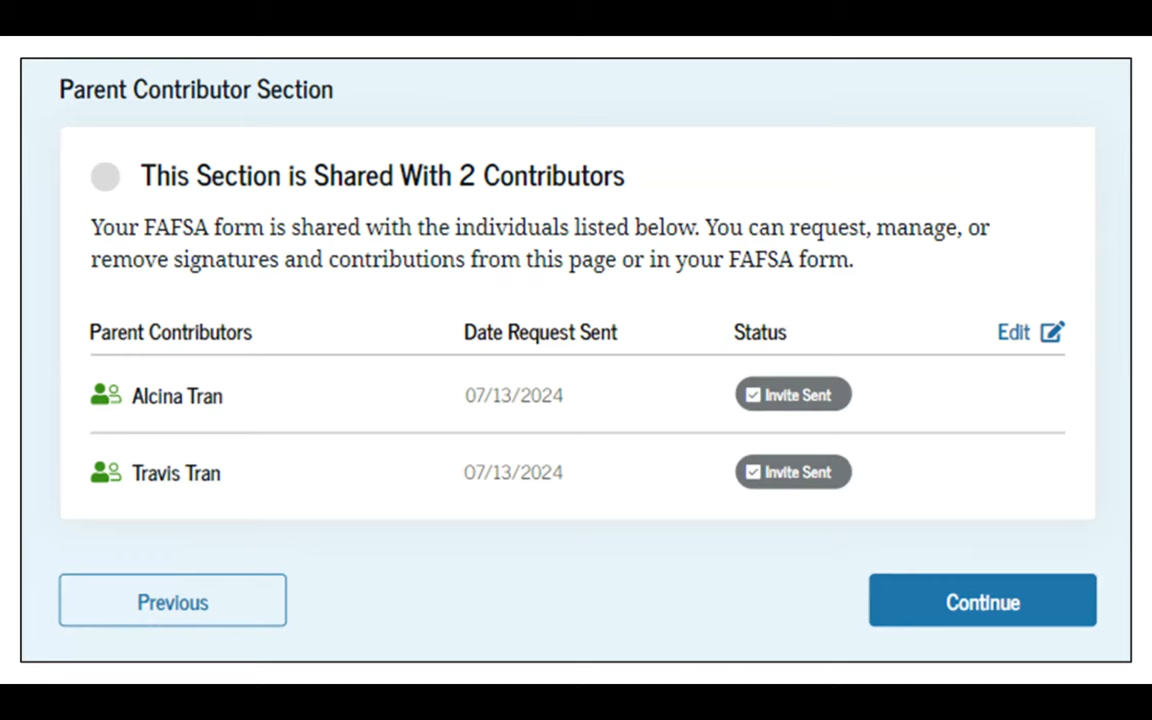 Parent Contributor Section
This Section is Shared With 2 Contributors
Your FAFSA form is shared with the individuals listed below. You can request, manage, or
remove signatures and contributions from this page or in your FAFSA form.
Parent Contributors Date Request Sent Status Edit
Alcina Tran 07/13/2024 Invite Sent
Travis Tran 07/13/2024 Invite Sent
Previous Continue